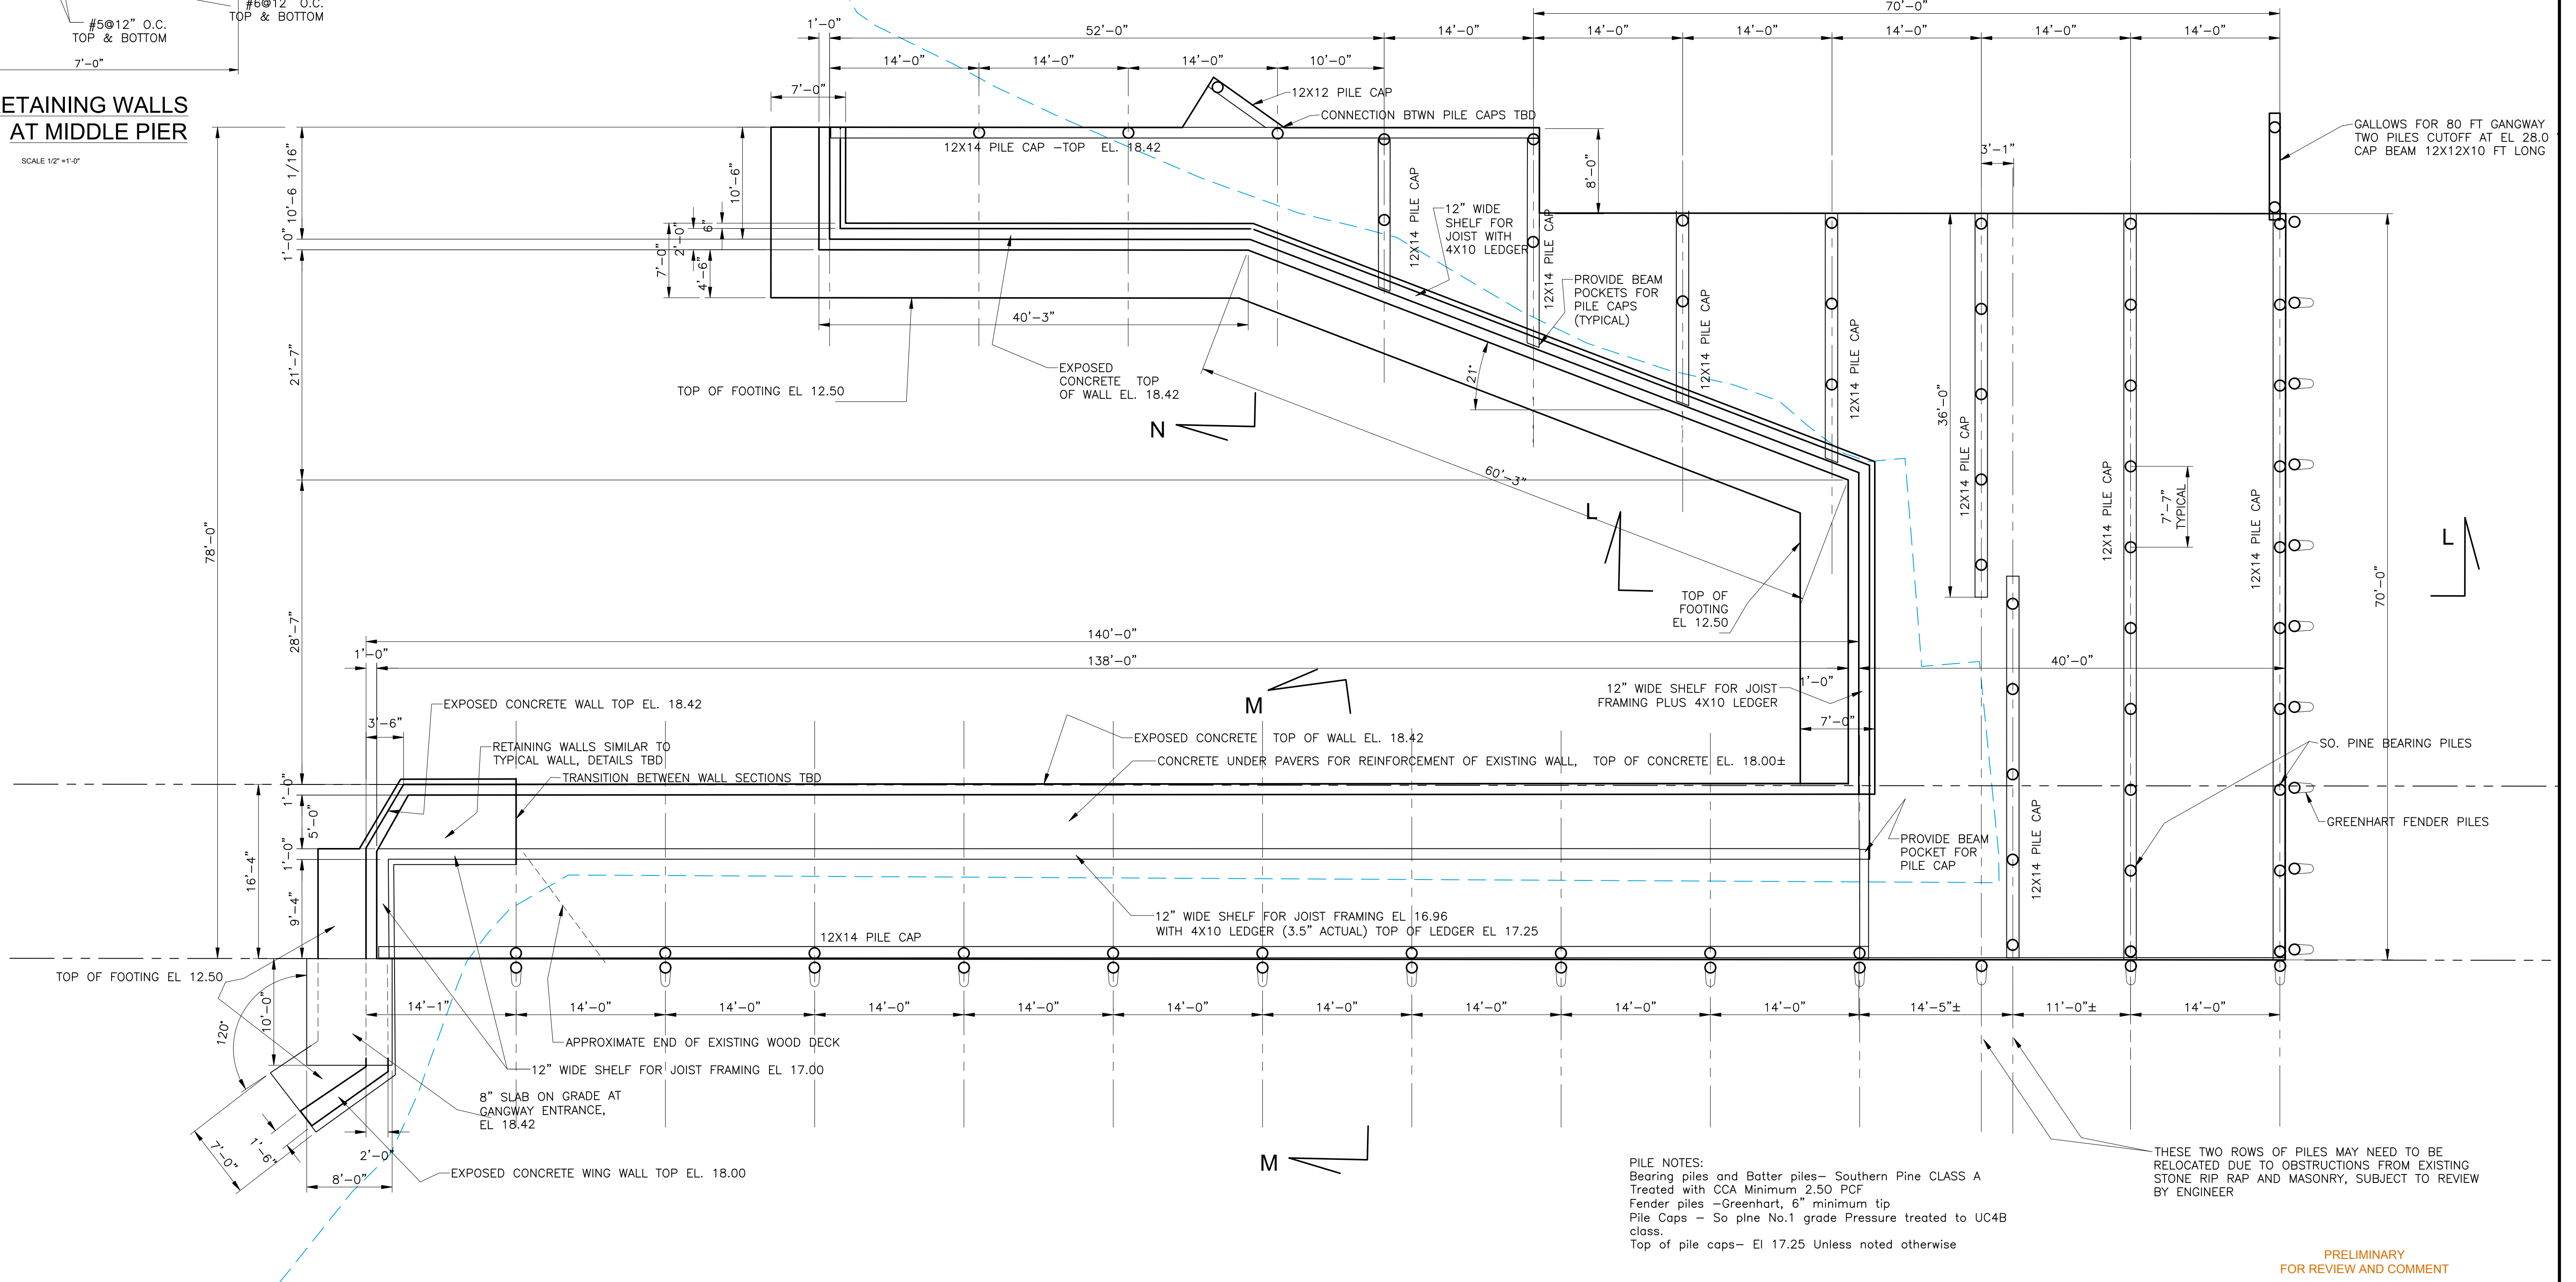 #6@12" O.C.
TOP & BOTTOM
#5@12" O.C.
TOP & BOTTOM
7'-0"
ETAINING WALLS
AT MIDDLE PIER
SCALE 1/2" =1'-0"
70'-0"
1'-0"
52'-0"
14'-0"
14'-0"
14'-0"
14'-0"
14'-0"
14'-0"
14'-0"
14'-0"
14'-0"
10'-0"
7'-0"
12X12 PILE CAP
CONNECTION BTWN PILE CAPS TBD
12X14 PILE CAP -TOP EL. 18.42
GALLOWS FOR 80 FT GANGWAY
TWO PILES CUTOFF AT EL 28.0
CAP BEAM 12X12X10 FT LONG
3'-1"
8'-0"
10'-6 1/16"
10'-6"
1'-0"
6"
2'-0"
7'-0"
4'-6"
12X14 PILE CAP
12" WIDE
SHELF FOR
JOIST WITH
4X10 LEDGER
12X14 PILE CAP
PROVIDE BEAM
POCKETS FOR
PILE CAPS
(TYPICAL)
12X14 PILE CAP
12X14 PILE CAP
40'-3"
21'-7"
EXPOSED
CONCRETE TOP
OF WALL EL. 18.42
TOP OF FOOTING EL 12.50
21°
N
60'-3"
36'-0"
12X14 PILE CAP
12X14 PILE CAP
7'-7"
TYPICAL
12X14 PILE CAP
L
L
78'-0"
70'-0"
28'-7"
TOP OF
FOOTING
EL 12.50
140'-0"
1'-0"
138'-0"
40'-0"
1'-0"
12" WIDE SHELF FOR JOIST
FRAMING PLUS 4X10 LEDGER
M
7'-0"
EXPOSED CONCRETE WALL TOP EL. 18.42
3'-6"
RETAINING WALLS SIMILAR TO
TYPICAL WALL, DETAILS TBD
TRANSITION BETWEEN WALL SECTIONS TBD
EXPOSED CONCRETE TOP OF WALL EL. 18.42
CONCRETE UNDER PAVERS FOR REINFORCEMENT OF EXISTING WALL, TOP OF CONCRETE EL. 18.00±
SO. PINE BEARING PILES
GREENHART FENDER PILES
1'-0"
5'-0"
1'-0"
16'-4"
9'-4"
PROVIDE BEAM
POCKET FOR
PILE CAP
12X14 PILE CAP
12" WIDE SHELF FOR JOIST FRAMING EL 16.96
WITH 4X10 LEDGER (3.5" ACTUAL) TOP OF LEDGER EL 17.25
12X14 PILE CAP
TOP OF FOOTING EL 12.50
120°
10'-0"
14'-1"
14'-0"
14'-0"
14'-0"
14'-0"
14'-0"
14'-0"
14'-0"
14'-0"
14'-0"
14'-5"±
11'-0"±
14'-0"
APPROXIMATE END OF EXISTING WOOD DECK
12" WIDE SHELF FOR JOIST FRAMING EL 17.00
8" SLAB ON GRADE AT
GANGWAY ENTRANCE,
EL 18.42
7'-0"
1'-6"
2'-0"
8'-0"
EXPOSED CONCRETE WING WALL TOP EL. 18.00
M
THESE TWO ROWS OF PILES MAY NEED TO BE
RELOCATED DUE TO OBSTRUCTIONS FROM EXISTING
STONE RIP RAP AND MASONRY, SUBJECT TO REVIEW
BY ENGINEER
PILE NOTES:
Bearing piles and Batter piles- Southern Pine CLASS A
Treated with CCA Minimum 2.50 PCF
Fender piles -Greenhart, 6" minimum tip
Pile Caps - So pIne No.1 grade Pressure treated to UC4B
class.
Top of pile caps- El 17.25 Unless noted otherwise
PRELIMINARY
FOR REVIEW AND COMMENT